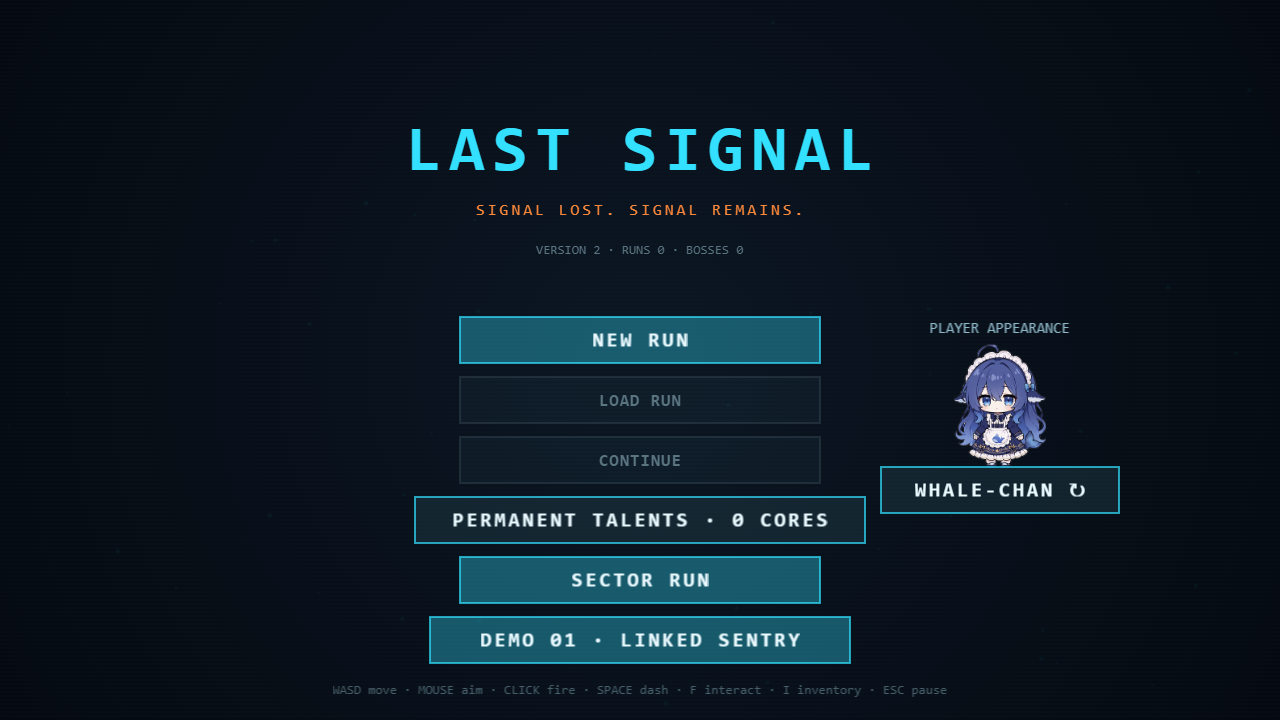 LAST SIGNAL
SIGNAL LOST. SIGNAL REMAINS.
VERSION 2 · RUNS 0 · BOSSES 0
NEW RUN
LOAD RUN
CONTINUE
PERMANENT TALENTS · 0 CORES
SECTOR RUN
DEMO 01 · LINKED SENTRY
PLAYER APPEARANCE
WHALE-CHAN ↻
WASD move · MOUSE aim · CLICK fire · SPACE dash · F interact · I inventory · ESC pause